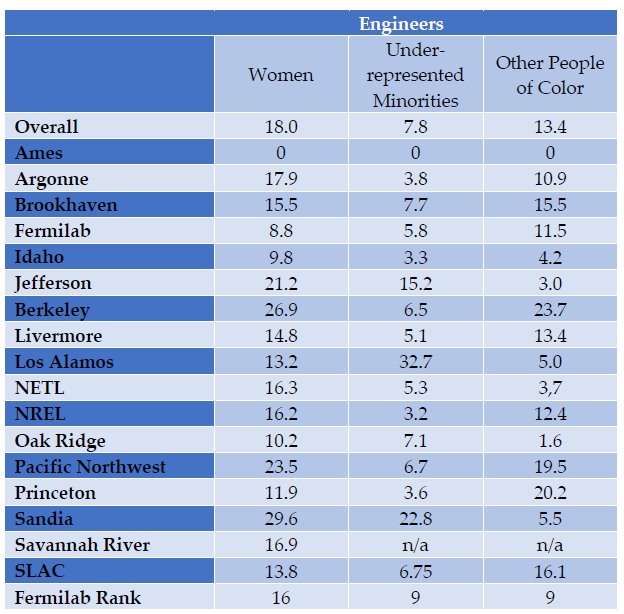 Engineers
Women Under-represented Minorities Other People of Color
Overall 18.0 7.8 13.4
Ames 0 0 0
Argonne 17.9 3.8 10.9
Brookhaven 15.5 7.7 15.5
Fermilab 8.8 5.8 11.5
Idaho 9.8 3.3 4.2
Jefferson 21.2 15.2 3.0
Berkeley 26.9 6.5 23.7
Livermore 14.8 5.1 13.4
Los Alamos 13.2 32.7 5.0
NETL 16.3 5.3 3,7
NREL 16.2 3.2 12.4
Oak Ridge 10.2 7.1 1.6
Pacific Northwest 23.5 6.7 19.5
Princeton 11.9 3.6 20.2
Sandia 29.6 22.8 5.5
Savannah River 16.9 n/a n/a
SLAC 13.8 6.75 16.1
Fermilab Rank 16 9 9